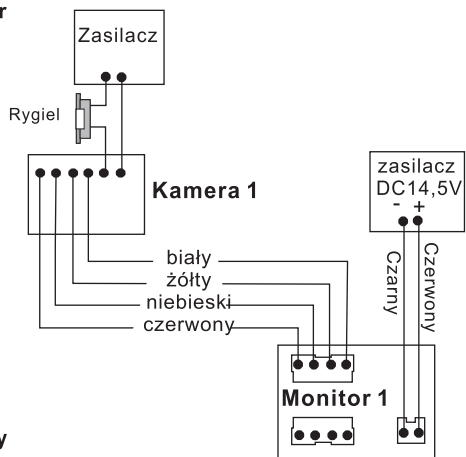 r
Zasilacz
Rygiel
Kamera 1
zasilacz
DC14,5V
- +
Czarny
Czerwony
biały
żółty
niebieski
czerwony
Monitor 1
y